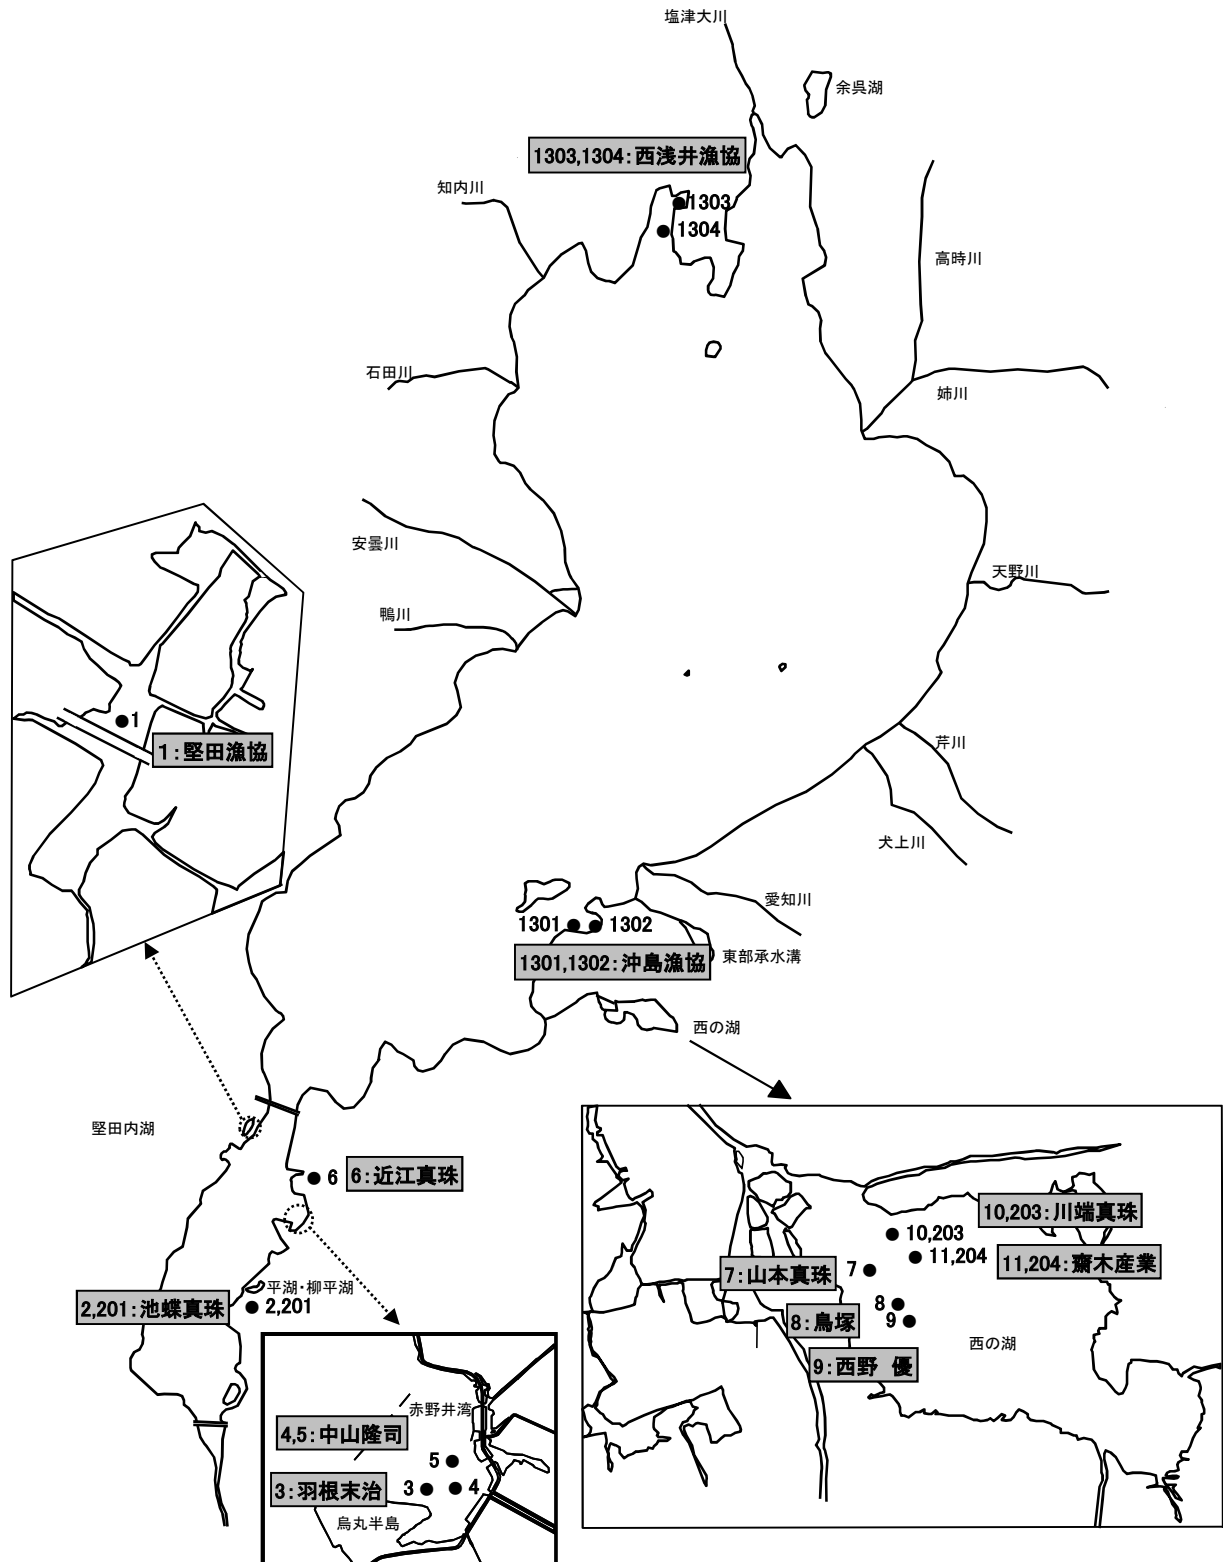 塩津大川
余呉湖
1303,1304：西浅井漁協
知内川
1303
1304
高時川
石田川
姉川
安曇川
天野川
鴨川
1
1：堅田漁協
芹川
犬上川
愛知川
1301
1302
東部承水溝
1301,1302：沖島漁協
西の湖
堅田内湖
6
6：近江真珠
10,203：川端真珠
10,203
11,204
11,204：齋木産業
7：山本真珠
7
平湖・柳平湖
2,201：池蝶真珠
2,201
8
8：鳥塚
9
西の湖
9：西野 優
赤野井湾
4,5：中山隆司
5
3：羽根末治
3
4
烏丸半島